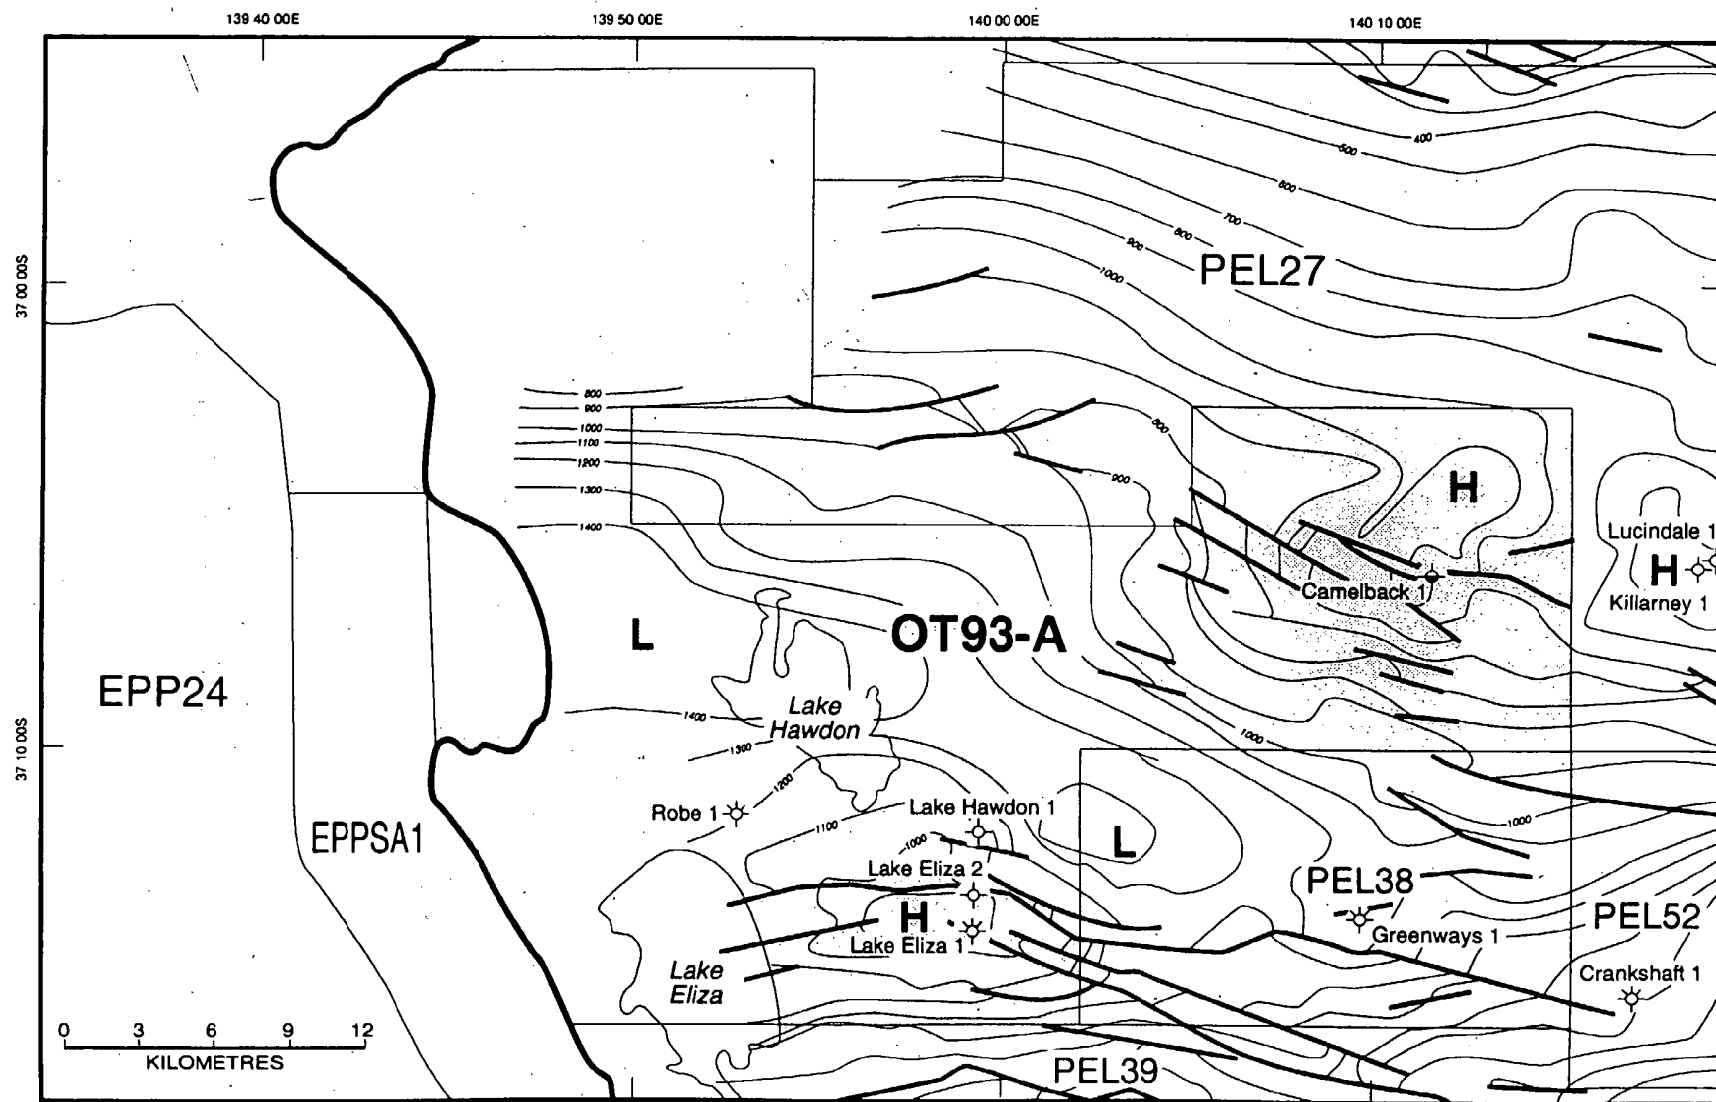 139 40 00E
139 50 00E
140 00 00E
140 10 00E
400
500
600
700
800
900
1000
PEL27
37 00 00S
800
900
1000
1100
1200
1300
1400
800
900
H
Lucindale 1
H
Killarney 1
Camelback 1
L
OT93-A
EPP24
Lake
Hawdon
1400
1300
1200
1100
1000
1000
37 10 00S
Robe 1
Lake Hawdon 1
EPPSA1
L
1000
Lake Eliza 2
PEL38
H
Lake Eliza 1
Greenways 1
PEL52
Lake
Eliza
Crankshaft 1
0 3 6 9 12
KILOMETRES
PEL39